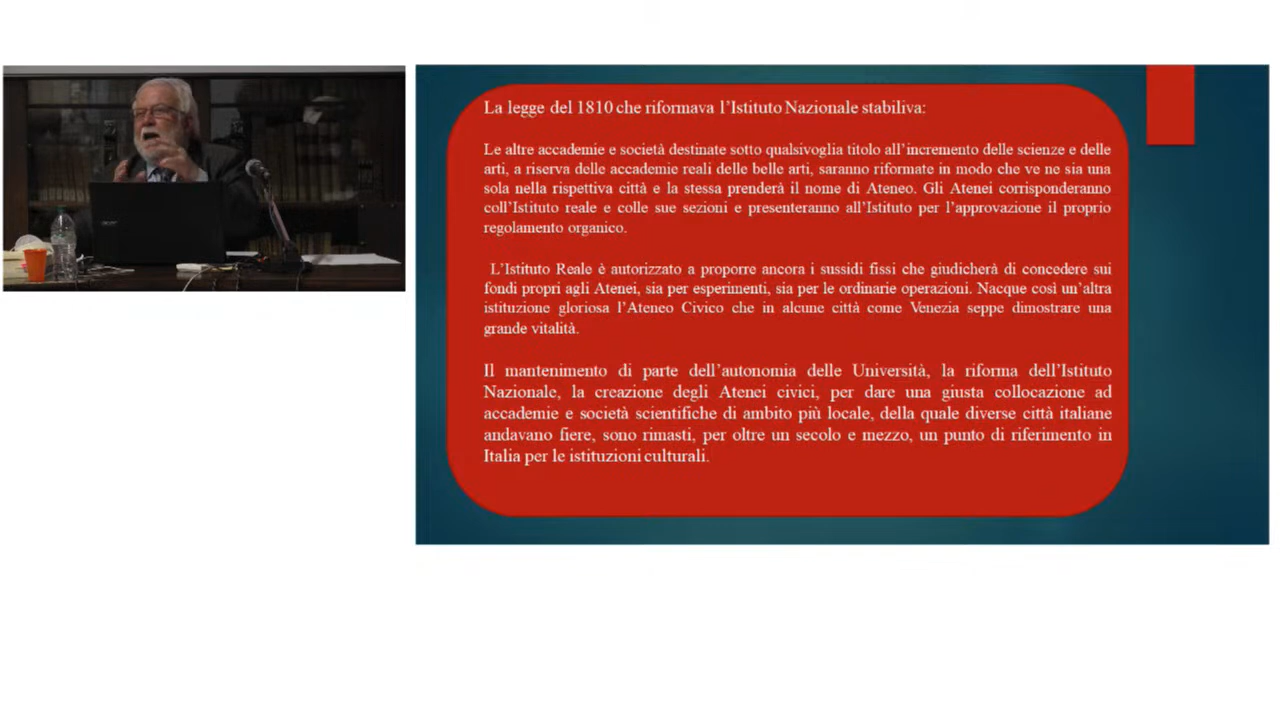 La legge del 1810 che riformava l'Istituto Nazionale stabiliva:
Le altre accademie e società destinate sotto qualsivoglia titolo all'incremento delle scienze e delle
arti, a riserva delle accademie reali delle belle arti, saranno riformate in modo che ve ne sia una
sola nella rispettiva città e la stessa prenderà il nome di Ateneo. Gli Atenei corrisponderanno
coll'Istituto reale e colle sue sezioni e presenteranno all'Istituto per l'approvazione il proprio
regolamento organico.
L'Istituto Reale è autorizzato a proporre ancora i sussidi fissi che giudicherà di concedere sui
fondi propri agli Atenei, sia per esperimenti, sia per le ordinarie operazioni. Nacque così un'altra
istituzione gloriosa l'Ateneo Civico che in alcune città come Venezia seppe dimostrare una
grande vitalità.
Il mantenimento di parte dell'autonomia delle Università, la riforma dell'Istituto
Nazionale, la creazione degli Atenei civici, per dare una giusta collocazione ad
accademie e società scientifiche di ambito più locale, della quale diverse città italiane
andavano fiere, sono rimasti, per oltre un secolo e mezzo, un punto di riferimento in
Italia per le istituzioni culturali.